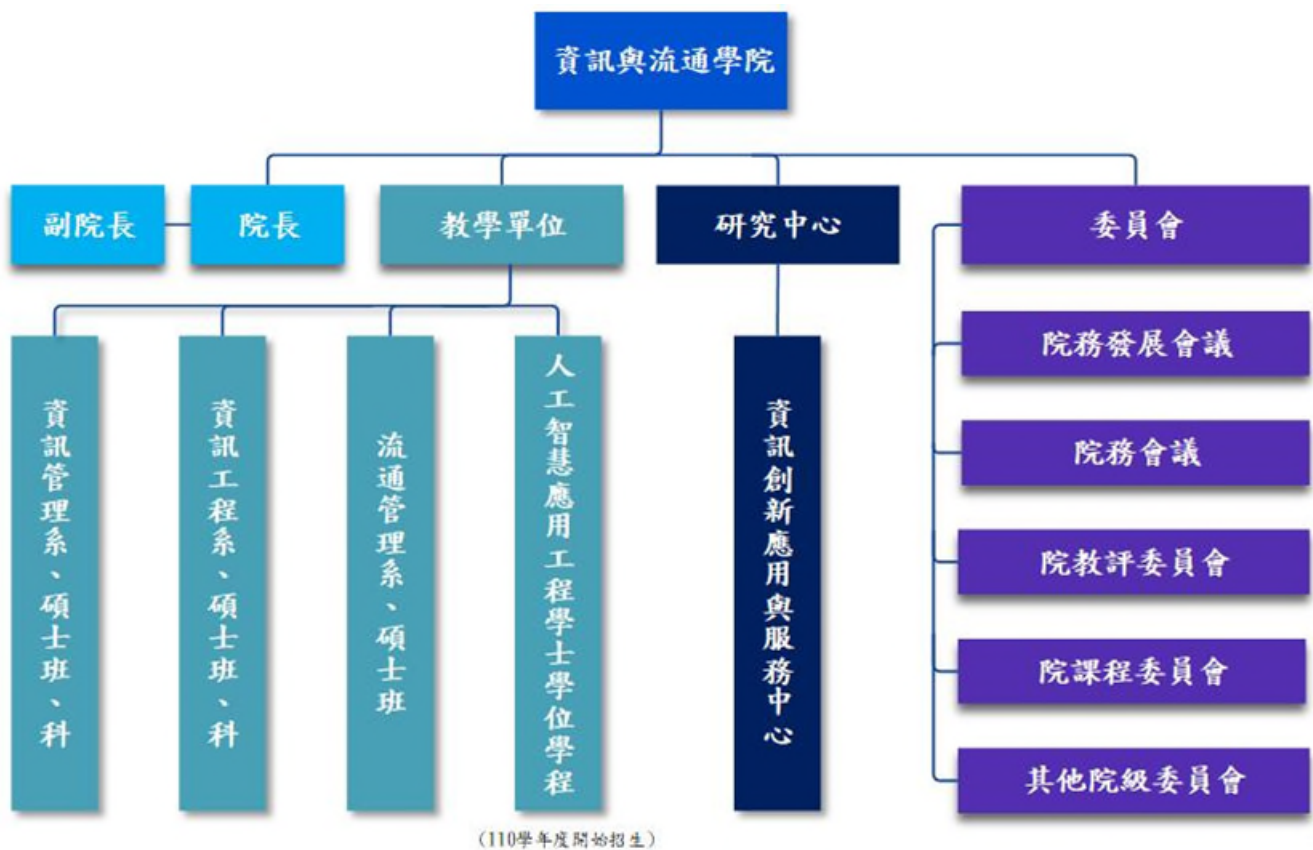 資訊與流通學院
副院長
院長
教學單位
研究中心
委員會
資訊管理系、碩士班、科
資訊工程系、碩士班、科
流通管理系、碩士班
人工智慧應用工程學士學位學程
(110學年度開始招生)
資訊創新應用與服務中心
院務發展會議
院務會議
院教評委員會
院課程委員會
其他院級委員會